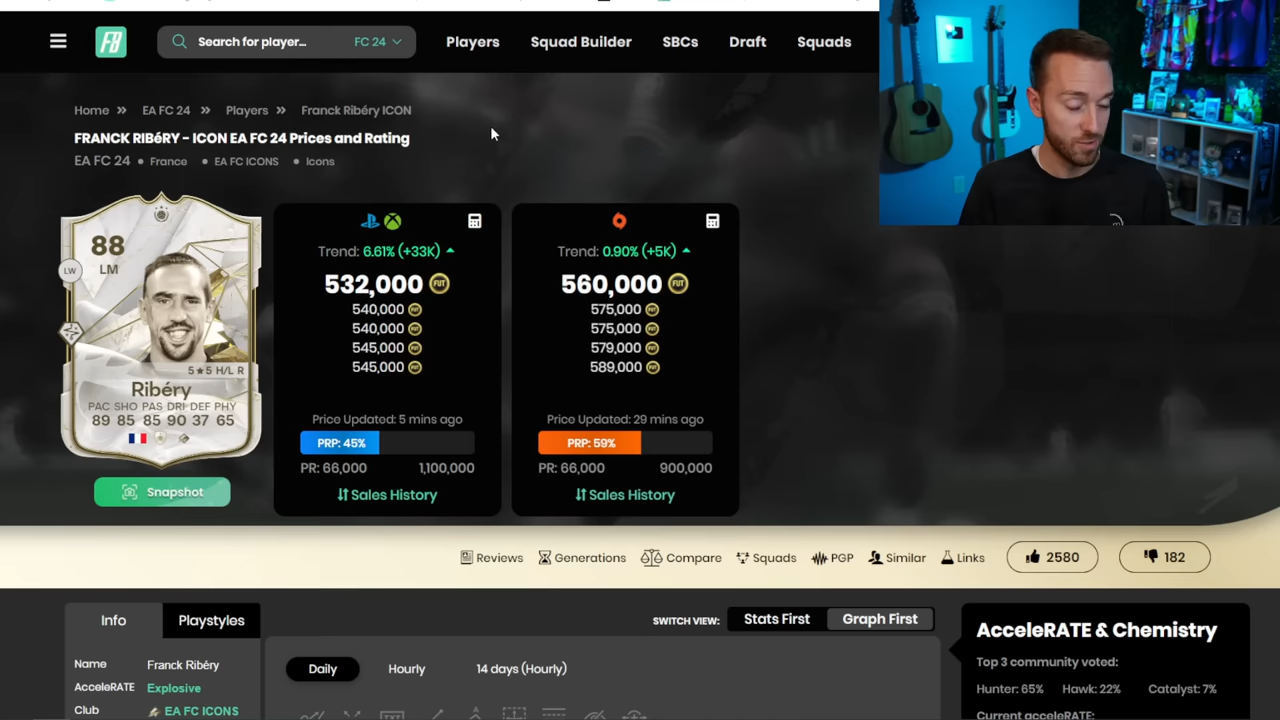 FB
Search for player...
FC 24
Players
Squad Builder
SBCs
Draft
Squads
Home » EA FC 24 » Players » Franck Ribéry ICON
FRANCK RIBéRY - ICON EA FC 24 Prices and Rating
EA FC 24 • France • EA FC ICONS • Icons
88
LM
LW
5★5 H/L R
Ribéry
PAC SHO PAS DRI DEF PHY
89 85 85 90 37 65
Snapshot
Trend: 6.61% (+33K)
532,000 FUT
540,000
540,000
545,000
545,000
Price Updated: 5 mins ago
PRP: 45%
PR: 66,000 1,100,000
Sales History
Trend: 0.90% (+5K)
560,000 FUT
575,000
575,000
579,000
589,000
Price Updated: 29 mins ago
PRP: 59%
PR: 66,000 900,000
Sales History
Reviews
Generations
Compare
Squads
PGP
Similar
Links
2580
182
Info
Playstyles
Name Franck Ribéry
AcceleRATE Explosive
Club EA FC ICONS
SWITCH VIEW:
Stats First
Graph First
Daily
Hourly
14 days (Hourly)
TXT
AcceleRATE & Chemistry
Top 3 community voted:
Hunter: 65% Hawk: 22% Catalyst: 7%
Current acceleRATE: